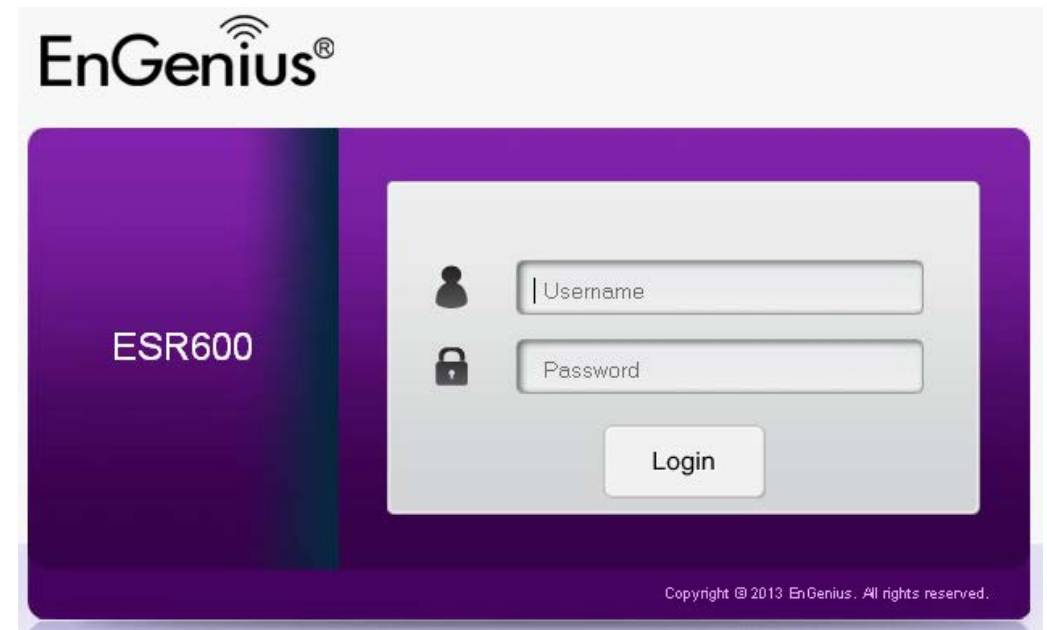 EnGenius®
ESR600
Username
Password
Login
Copyright © 2013 EnGenius. All rights reserved.